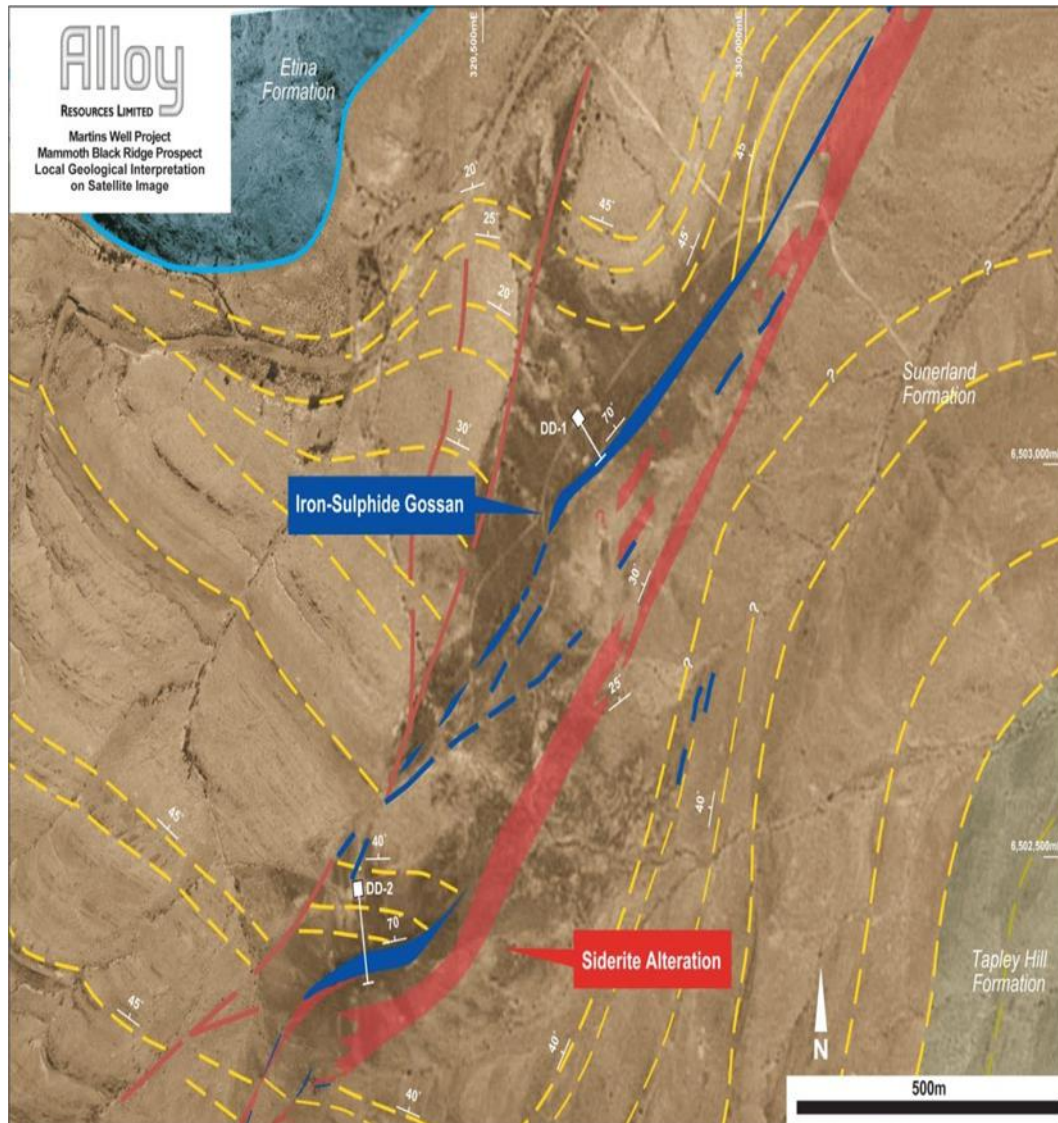 Alloy
RESOURCES LIMITED
Martins Well Project
Mammoth Black Ridge Prospect
Local Geological Interpretation
on Satellite Image
Etina
Formation
329,500mE
330,000mE
20°
25°
20°
45°
45°
45
?
?
Sunerland
Formation
30°
DD-1
70°
6,503,000mN
Iron-Sulphide Gossan
?
30°
?
?
25°
40°
45°
40°
6,502,500mN
DD-2
70°
Siderite Alteration
Tapley Hill
Formation
45°
40°
40°
N
500m